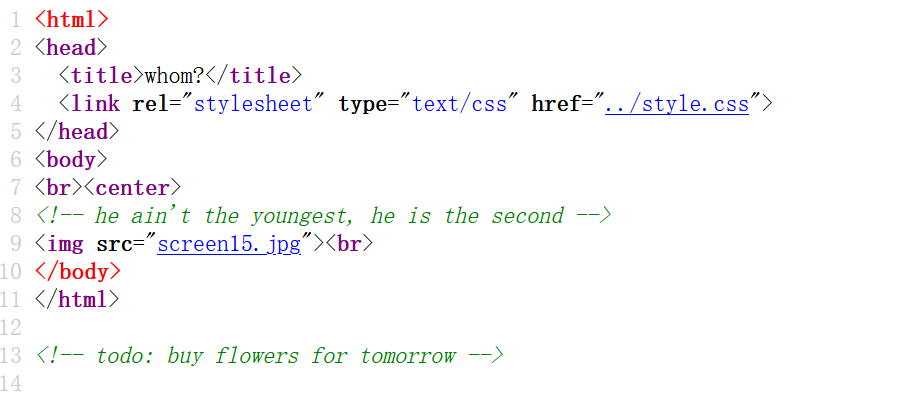 1 <html>
2 <head>
3   <title>whom?</title>
4   <link rel="stylesheet" type="text/css" href="../style.css">
5 </head>
6 <body>
7 <br><center>
8 <!-- he ain't the youngest, he is the second -->
9 <img src="screen15.jpg"><br>
10 </body>
11 </html>
12
13 <!-- todo: buy flowers for tomorrow -->
14